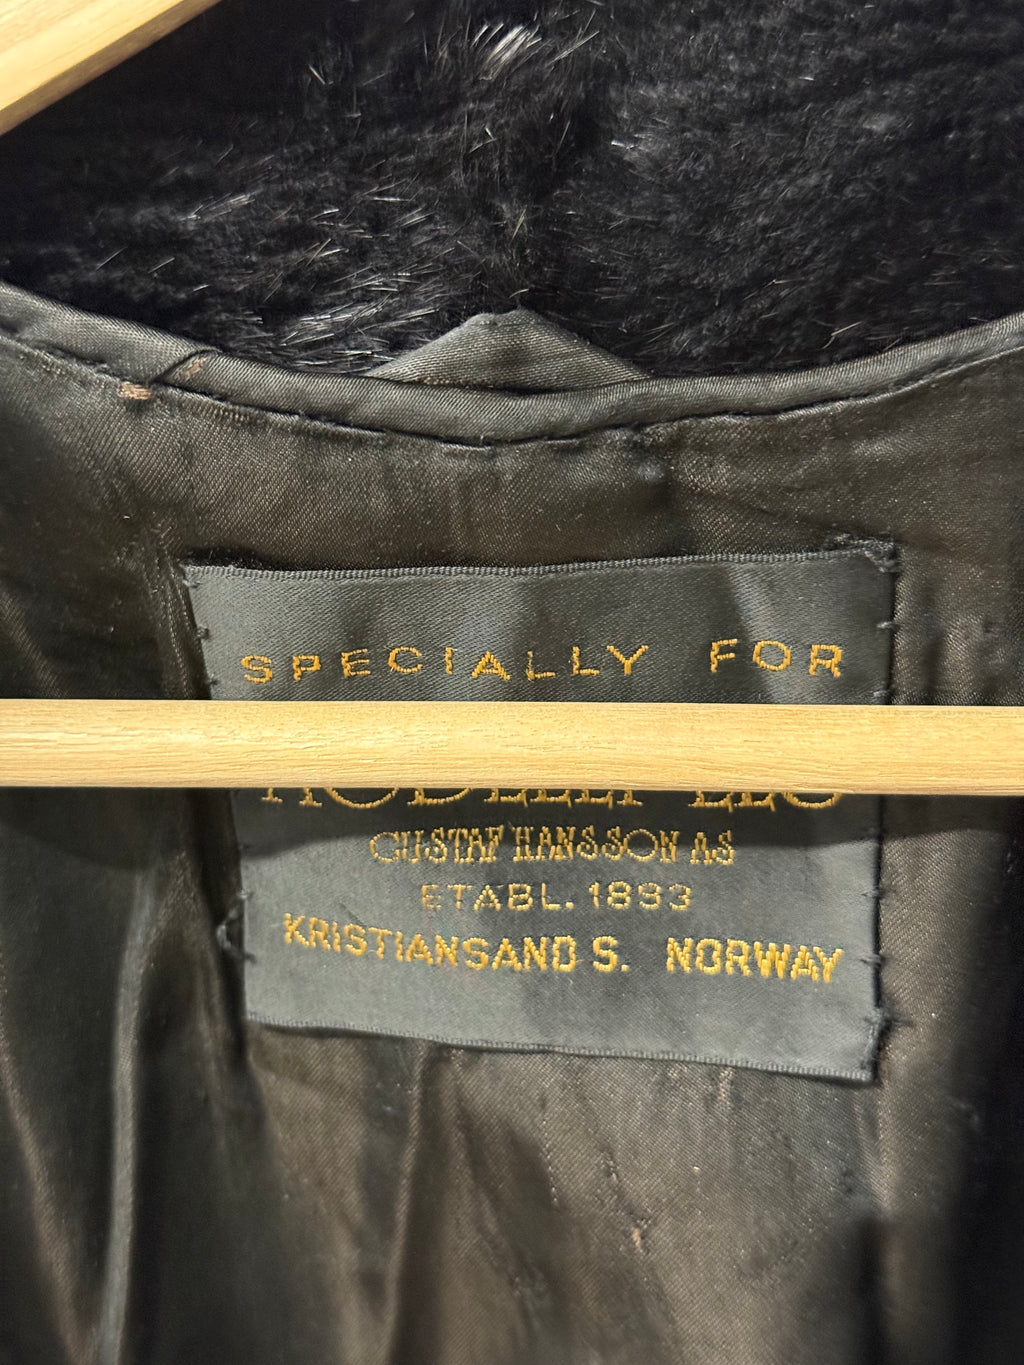 SPECIALLY FOR
GUSTAF HANSSON AS
ETABL. 1893
KRISTIANSAND S. NORWAY